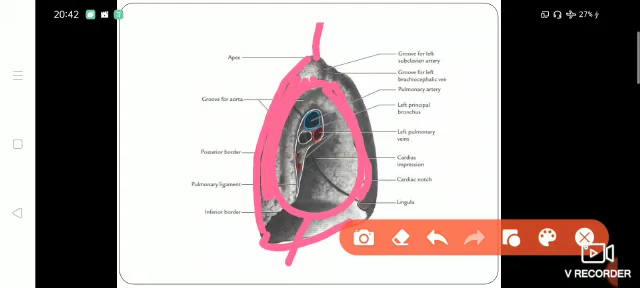 20:42
27%
Apex
Groove for left
subclavian artery
Groove for left
brachiocephalic vein
Groove for aorta
Pulmonary artery
Left principal
bronchus
Left pulmonary
veins
Posterior border
Cardiac
impression
Pulmonary ligament
Cardiac notch
Inferior border
Lingula
V RECORDER